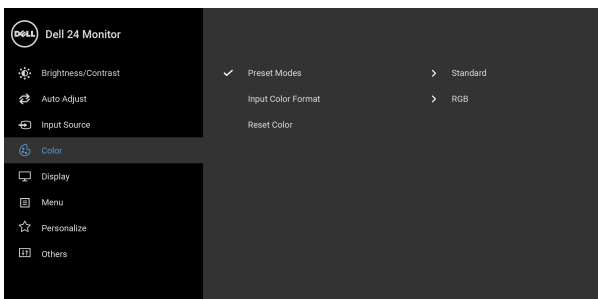 DELL Dell 24 Monitor
Brightness/Contrast
Preset Modes Standard
Auto Adjust
Input Color Format RGB
Input Source
Reset Color
Color
Display
Menu
Personalize
Others